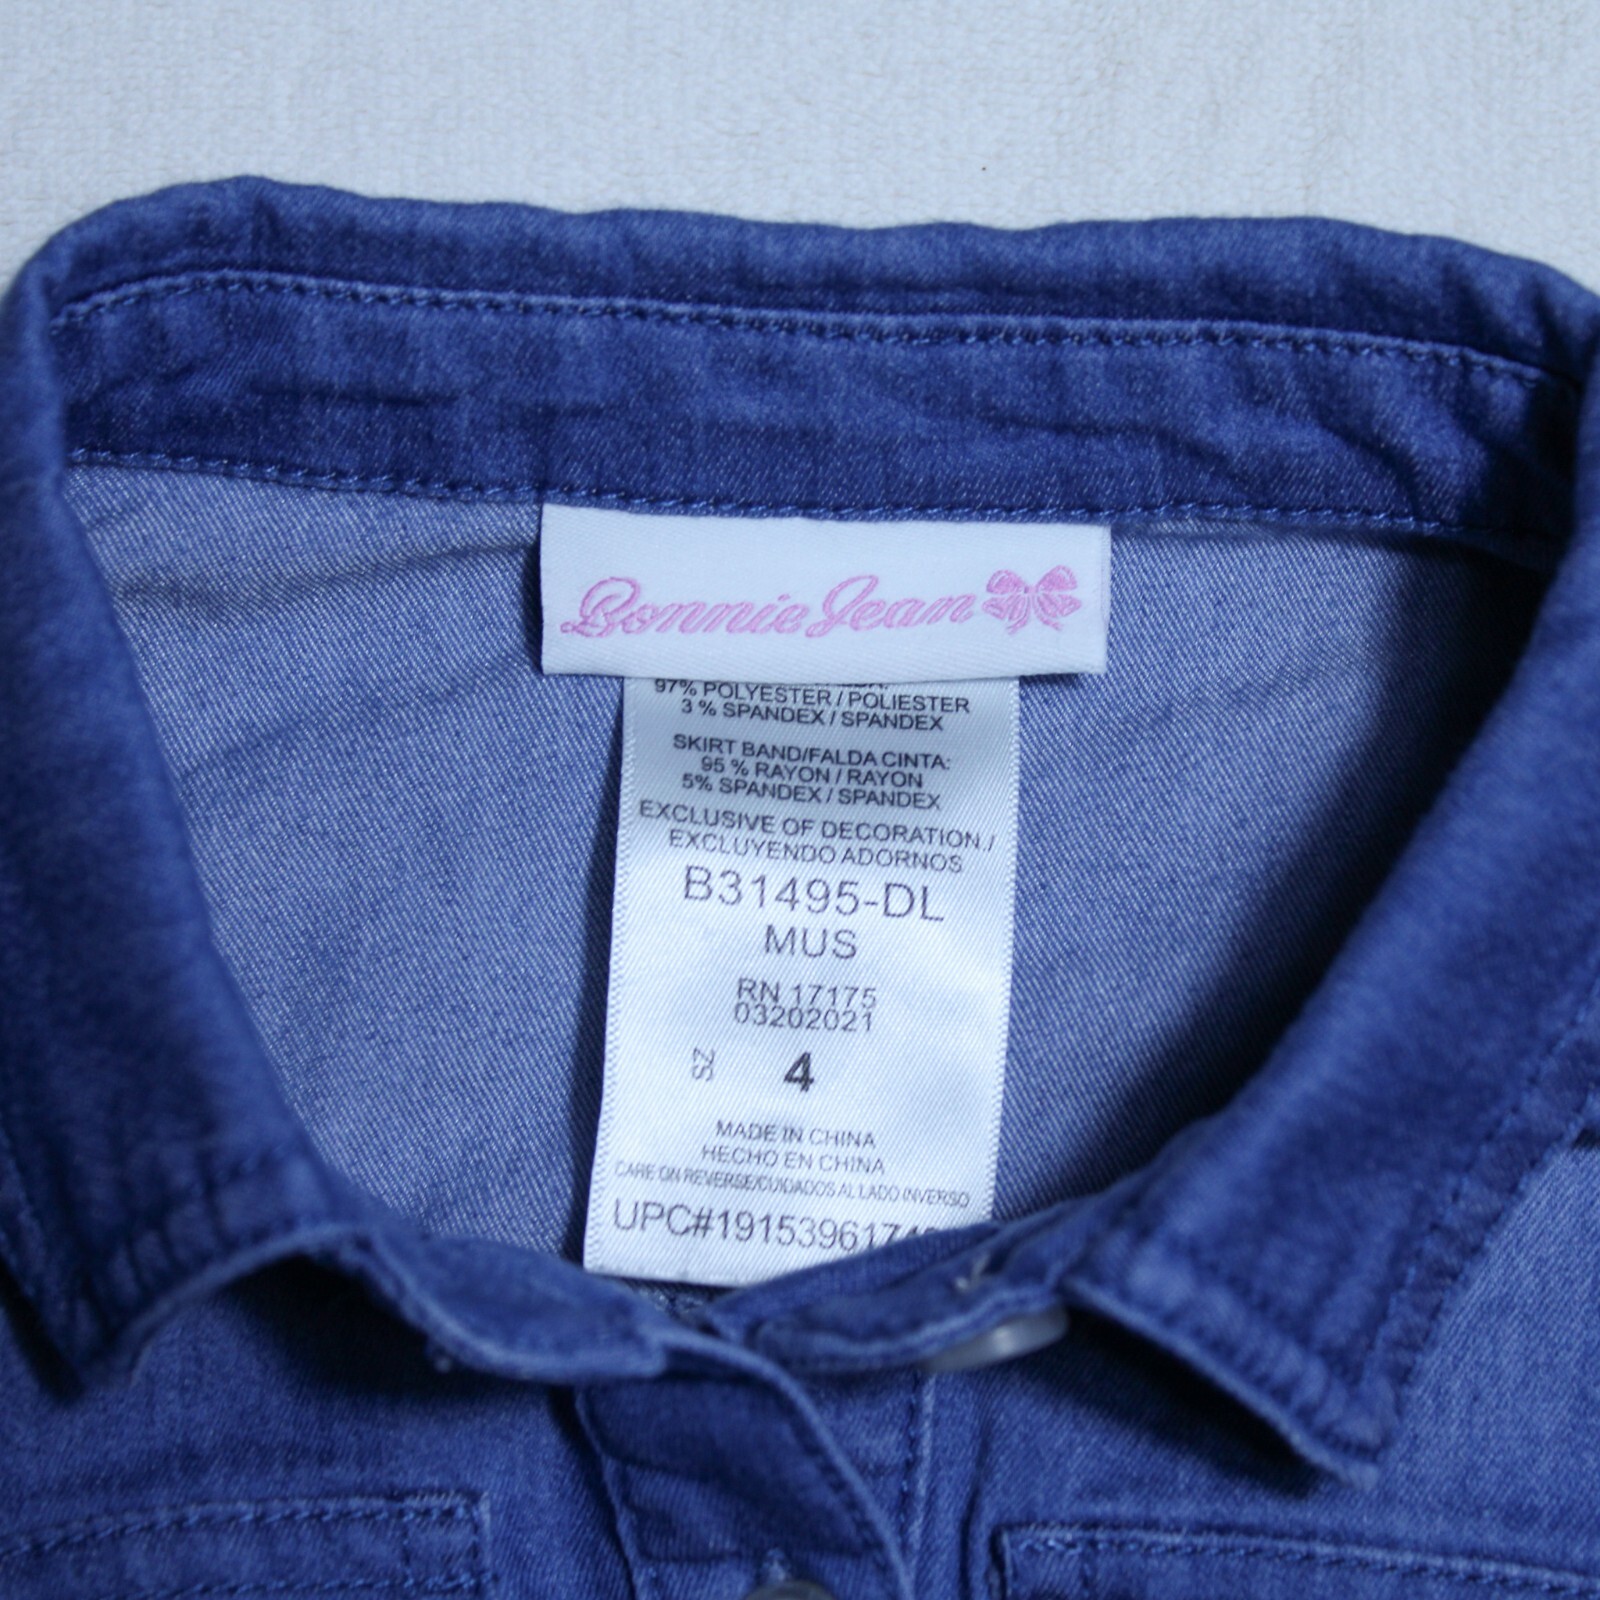 Bonnie Jean
97% POLYESTER / POLIESTER
3 % SPANDEX / SPANDEX
SKIRT BAND/FALDA CINTA:
95 % RAYON / RAYON
5% SPANDEX / SPANDEX
EXCLUSIVE OF DECORATION /
EXCLUYENDO ADORNOS
B31495-DL
MUS
RN 17175
03202021
SZ 4
MADE IN CHINA
HECHO EN CHINA
CARE ON REVERSE/CUIDADOS AL LADO INVERSO
UPC#1915396174